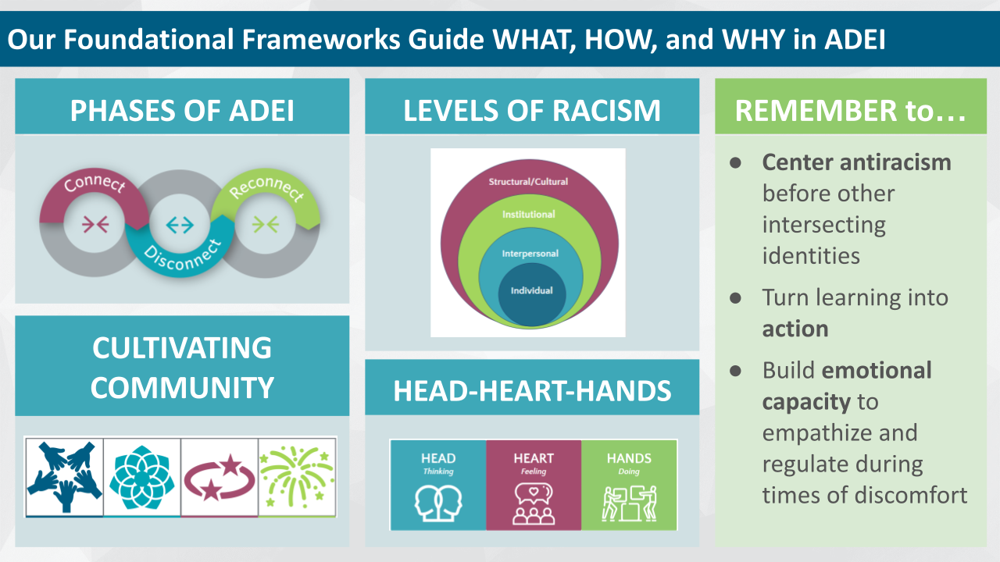 Our Foundational Frameworks Guide WHAT, HOW, and WHY in ADEI
PHASES OF ADEI
Connect
Disconnect
Reconnect
CULTIVATING
COMMUNITY
LEVELS OF RACISM
Structural/Cultural
Institutional
Interpersonal
Individual
HEAD-HEART-HANDS
HEAD
Thinking
HEART
Feeling
HANDS
Doing
REMEMBER to...
● Center antiracism
before other
intersecting
identities
● Turn learning into
action
● Build emotional
capacity to
empathize and
regulate during
times of discomfort